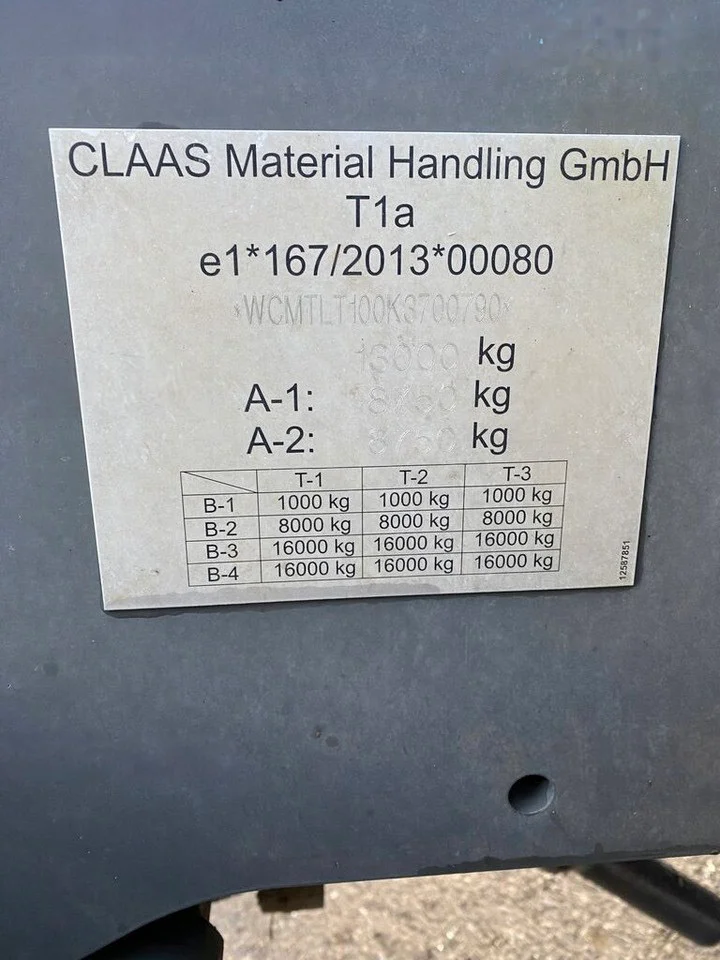 CLAAS Material Handling GmbH
T1a
e1*167/2013*00080
kg
A-1: kg
A-2: kg
T-1 T-2 T-3
B-1 1000 kg 1000 kg 1000 kg
B-2 8000 kg 8000 kg 8000 kg
B-3 16000 kg 16000 kg 16000 kg
B-4 16000 kg 16000 kg 16000 kg
12587851